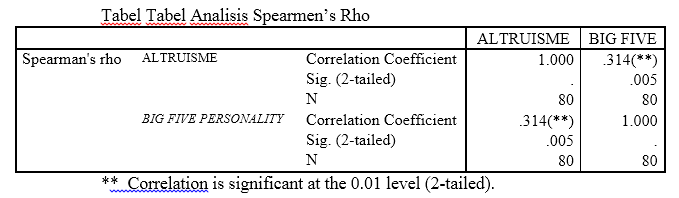 Tabel Tabel Analisis Spearmen's Rho
ALTRUISME BIG FIVE
Spearman's rho ALTRUISME Correlation Coefficient 1.000 .314(**)
Sig. (2-tailed) . .005
N 80 80
BIG FIVE PERSONALITY Correlation Coefficient .314(**) 1.000
Sig. (2-tailed) .005 .
N 80 80
** Correlation is significant at the 0.01 level (2-tailed).